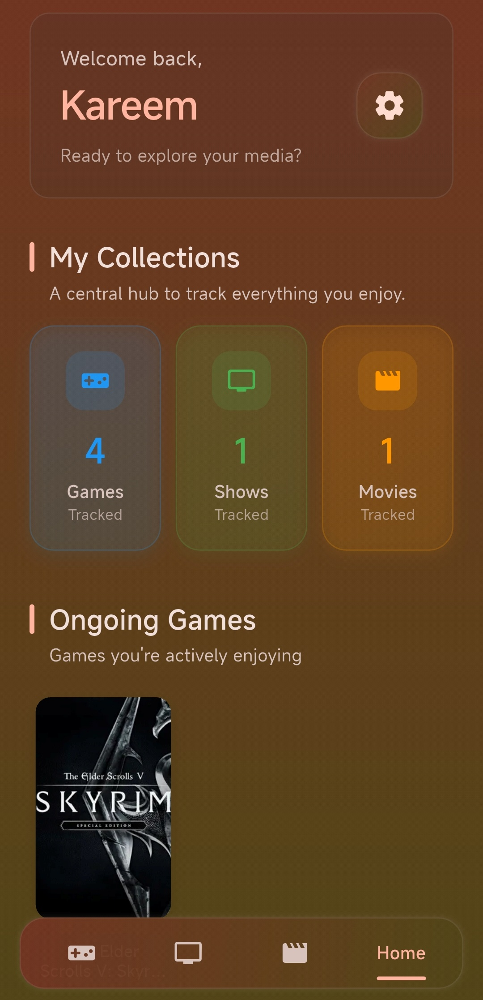 Welcome back,
Kareem
Ready to explore your media?
My Collections
A central hub to track everything you enjoy.
4
Games
Tracked
1
Shows
Tracked
1
Movies
Tracked
Ongoing Games
Games you're actively enjoying
The Elder Scrolls V
SKYRIM
SPECIAL EDITION
Elder
Scrolls V: Skyr...
Home